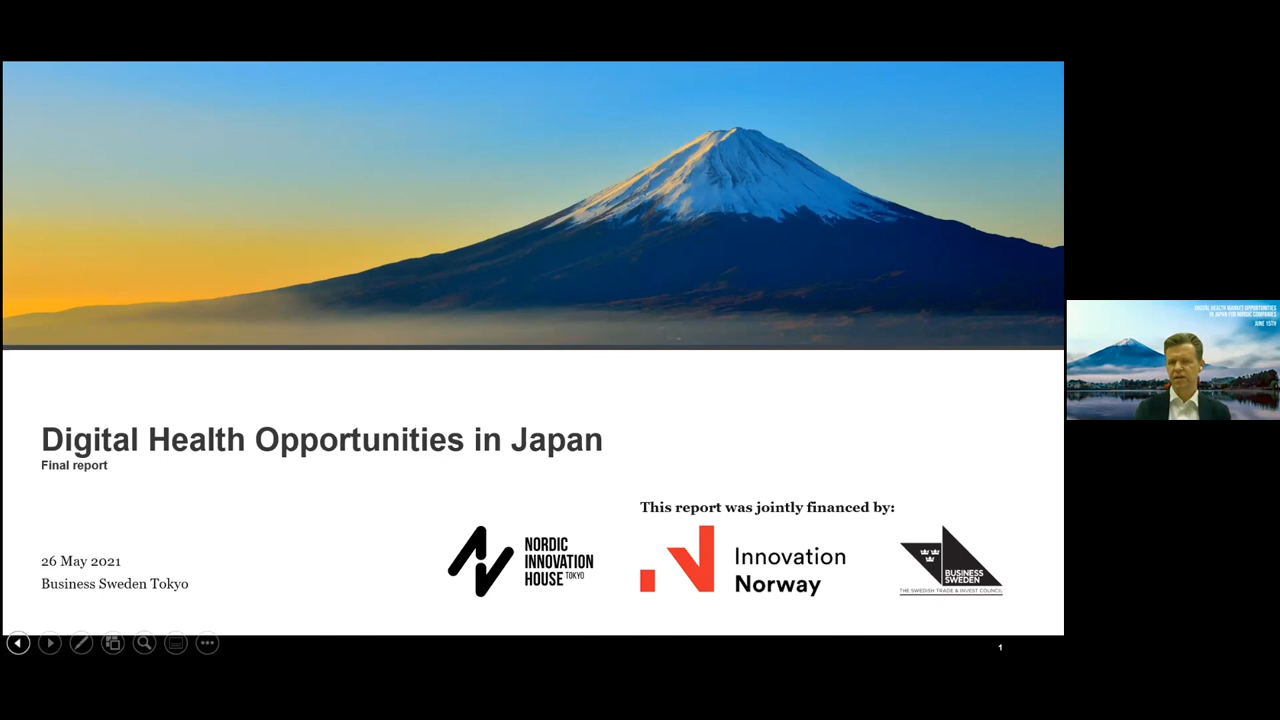 Digital Health Opportunities in Japan
Final report
This report was jointly financed by:
26 May 2021
Business Sweden Tokyo
NORDIC
INNOVATION
HOUSE TOKYO
Innovation
Norway
BUSINESS
SWEDEN
THE SWEDISH TRADE & INVEST COUNCIL
1
DIGITAL HEALTH MARKET OPPORTUNITIES
IN JAPAN FOR NORDIC COMPANIES
JUNE 15TH